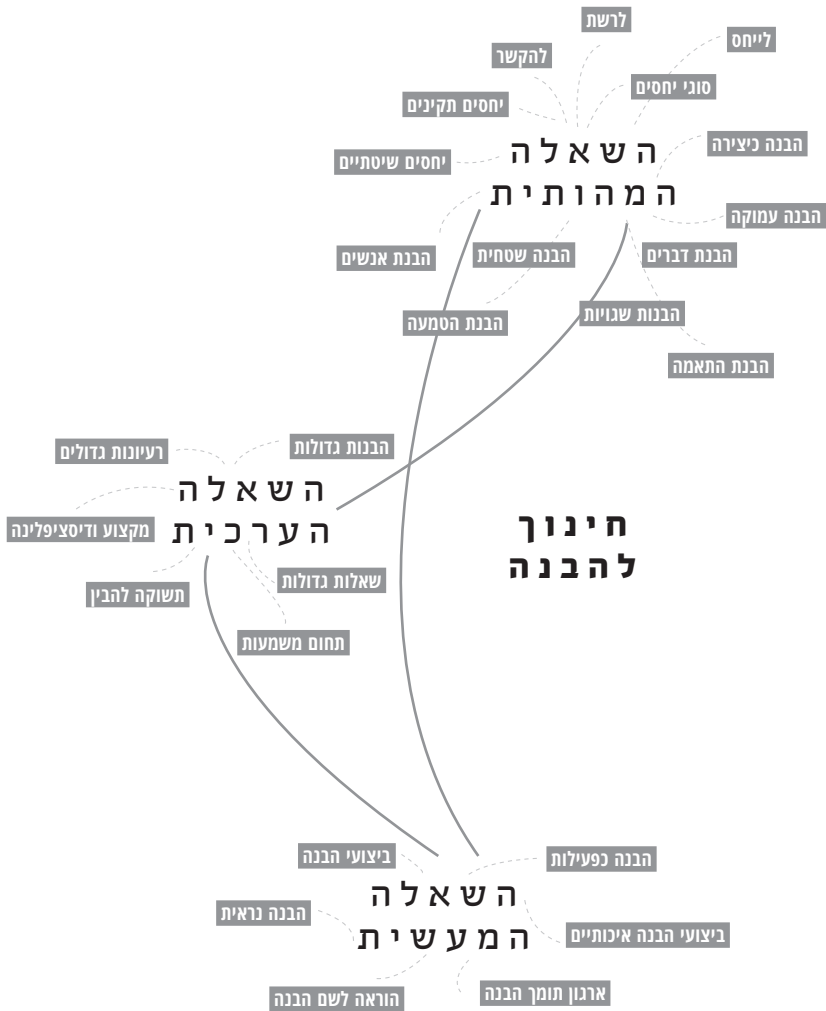 לרשת
לייחס
להקשר
סוגי יחסים
יחסים תקינים
הבנה כיצירה
השאלה
המהותית
יחסים שיטתיים
הבנה עמוקה
הבנת דברים
הבנה שטחית
הבנת אנשים
הבנות שגויות
הבנת הטמעה
הבנת התאמה
הבנות גדולות
רעיונות גדולים
השאלה
הערכית
מקצוע ודיסציפלינה
חינוך
להבנה
שאלות גדולות
תשוקה להבין
תחום משמעות
ביצועי הבנה
הבנה כפעילות
השאלה
המעשית
הבנה נראית
ביצועי הבנה איכותיים
ארגון תומך הבנה
הוראה לשם הבנה